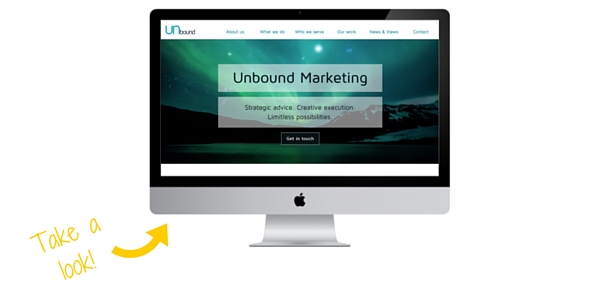 UNbound
About us What we do Who we serve Our work News & Views Contact
Unbound Marketing
Strategic advice. Creative execution.
Limitless possibilities.
Get in touch
Take a
look!